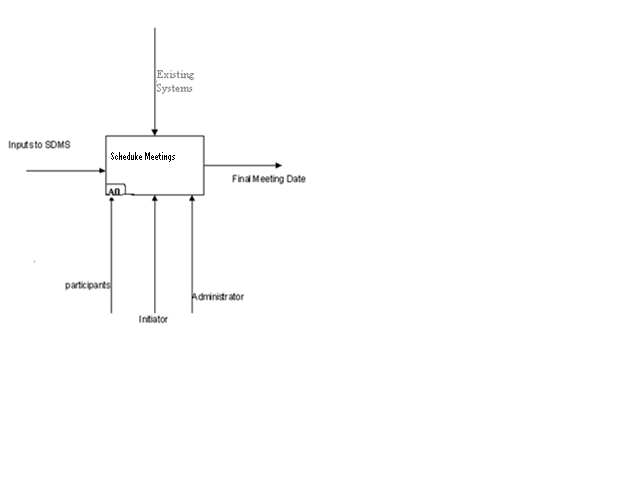 Existing
Systems
Inputs to SDMS
Scheduke Meetings
A0
Final Meeting Date
participants
Administrator
Initiator